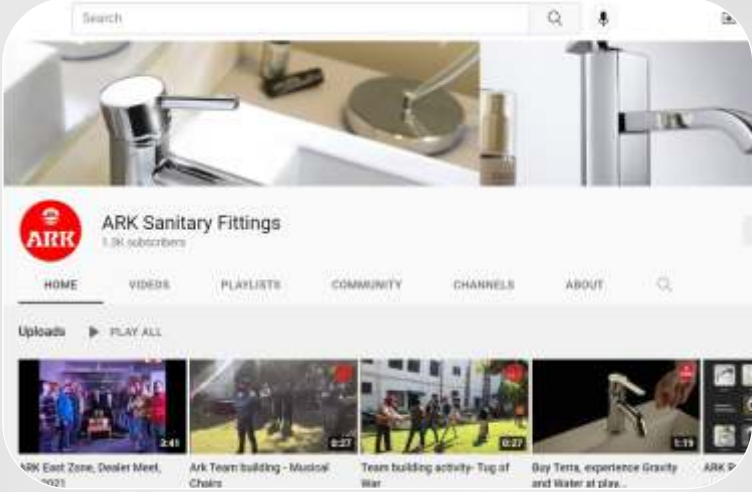 Search
ARK
ARK Sanitary Fittings
1.3K subscribers
HOME VIDEOS PLAYLISTS COMMUNITY CHANNELS ABOUT
Uploads PLAY ALL
3:41 0:27 0:27 1:19
ARK East Zone, Dealer Meet, Ark Team building - Musical Team building activity- Tug of Buy Terra, experience Gravity ARK
2021 Chairs War and Water at play...